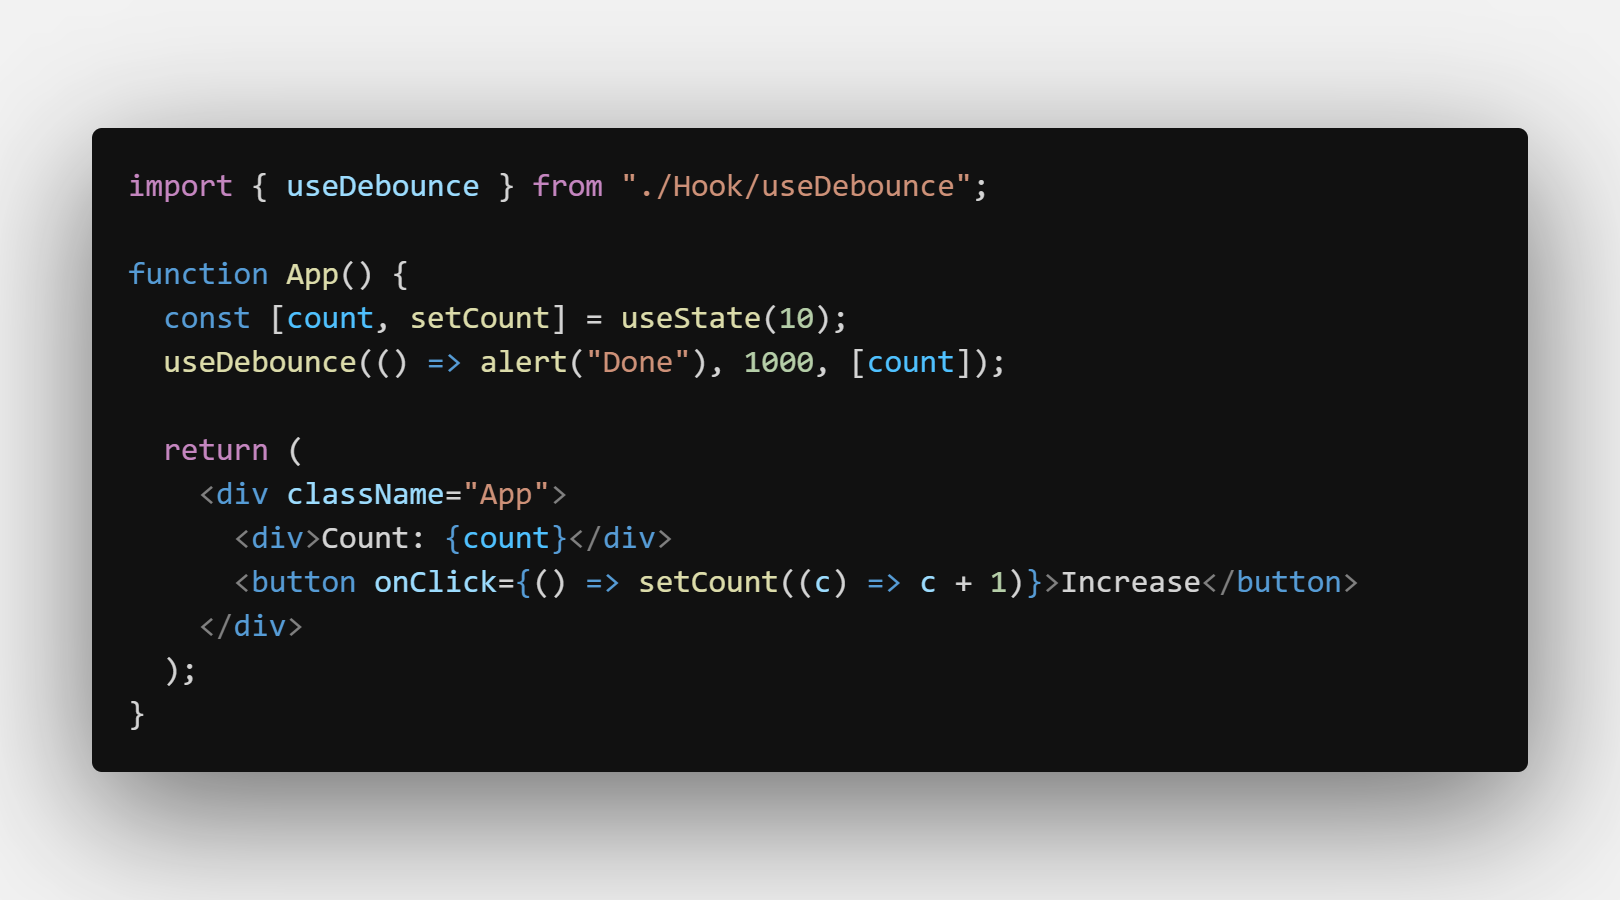 import { useDebounce } from "./Hook/useDebounce";
function App() {
const [count, setCount] = useState(10);
useDebounce(() => alert("Done"), 1000, [count]);
return (
<div className="App">
<div>Count: {count}</div>
<button onClick={() => setCount((c) => c + 1)}>Increase</button>
</div>
);
}